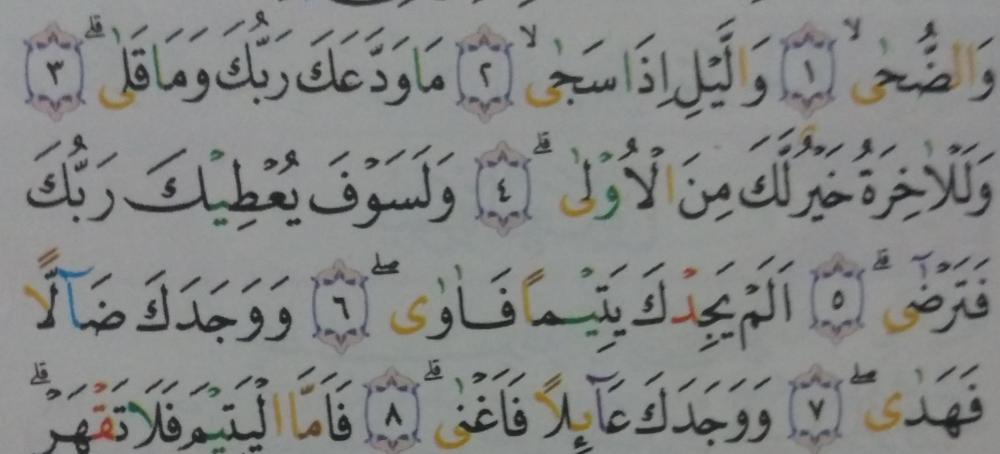 وَالضُّحٰىۙ ١ وَالَّيْلِ اِذَا سَجٰىۙ ٢ مَا وَدَّعَكَ رَبُّكَ وَمَا قَلٰىۗ ٣
وَلَلْاٰخِرَةُ خَيْرٌ لَّكَ مِنَ الْاُوْلٰىۗ ٤ وَلَسَوْفَ يُعْطِيْكَ رَبُّكَ
فَتَرْضٰىۗ ٥ اَلَمْ يَجِدْكَ يَتِيْمًا فَاٰوٰىۖ ٦ وَوَجَدَكَ ضَاۤلًّا
فَهَدٰىۖ ٧ وَوَجَدَكَ عَاۤىِٕلًا فَاَغْنٰىۗ ٨ فَاَمَّا الْيَتِيْمَ فَلَا تَقْهَرْۗ